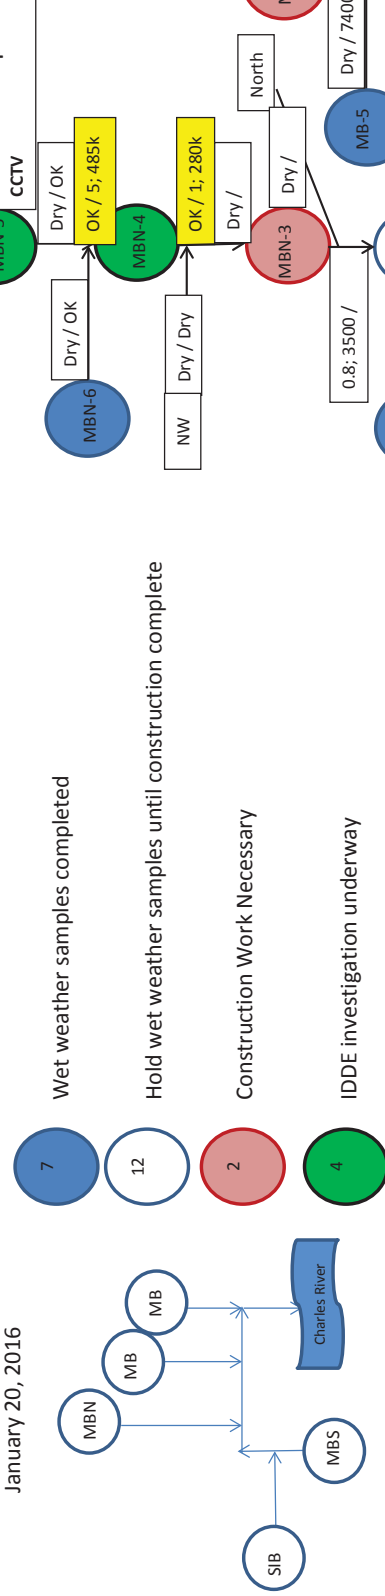 January 20, 2016
MBN
MB
MB
SIB
MBS
Charles River
7
Wet weather samples completed
12
Hold wet weather samples until construction complete
2
Construction Work Necessary
4
IDDE investigation underway
CCTV
Dry / OK
OK / 5; 485k
Dry / OK
MBN-6
MBN-4
OK / 1; 280k
Dry /
NW
Dry / Dry
North
Dry /
MBN-3
0.8; 3500 /
Dry / 7400
MB-5